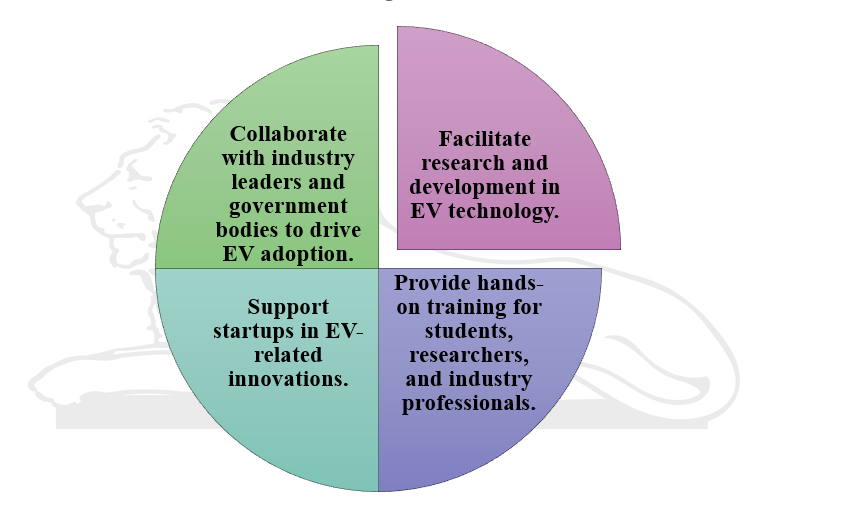 Collaborate
with industry
leaders and
government
bodies to drive
EV adoption.
Facilitate
research and
development in
EV technology.
Support
startups in EV-
related
innovations.
Provide hands-
on training for
students,
researchers,
and industry
professionals.